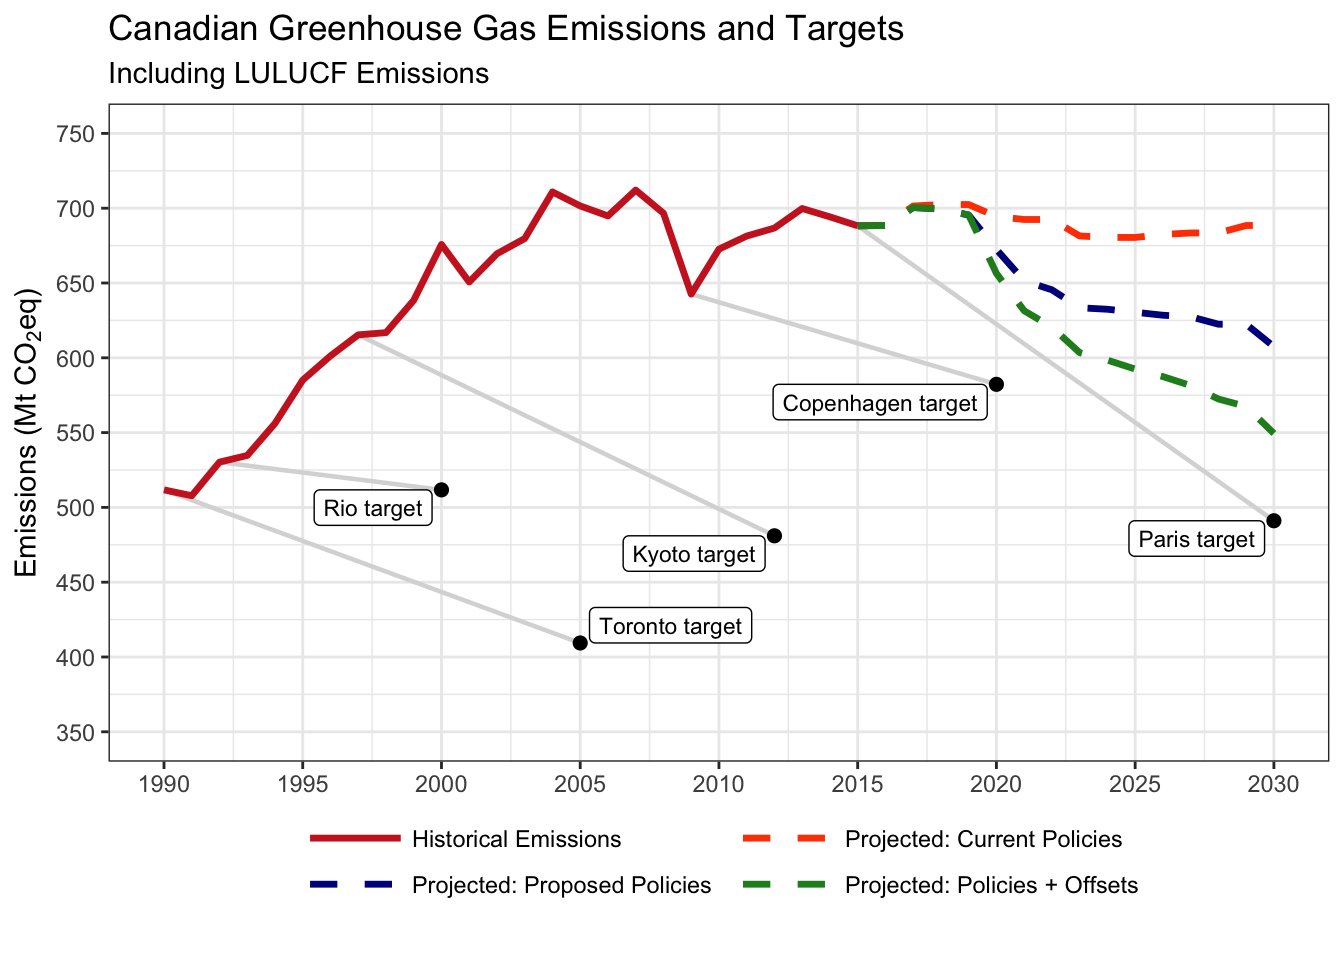 Canadian Greenhouse Gas Emissions and Targets
Including LULUCF Emissions
Emissions (Mt CO₂eq)
750
700
650
600
550
500
450
400
350
Copenhagen target
Rio target
Paris target
Kyoto target
Toronto target
1990 1995 2000 2005 2010 2015 2020 2025 2030
Historical Emissions
Projected: Current Policies
Projected: Proposed Policies
Projected: Policies + Offsets